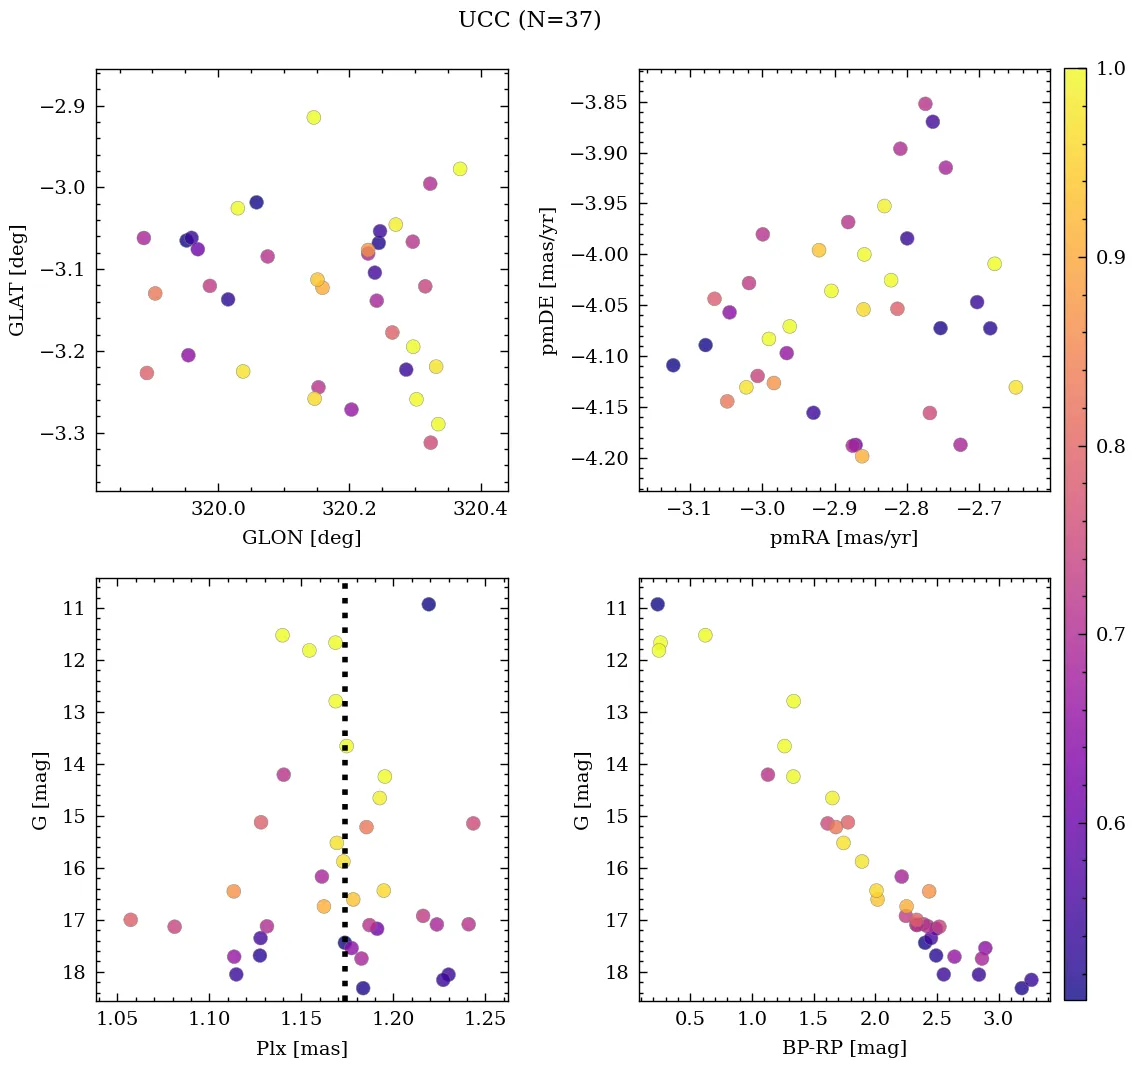 UCC (N=37)
−2.9
−3.0
−3.1
−3.2
−3.3
GLAT [deg]
320.0 320.2 320.4
GLON [deg]
−3.85
−3.90
−3.95
−4.00
−4.05
−4.10
−4.15
−4.20
pmDE [mas/yr]
−3.1 −3.0 −2.9 −2.8 −2.7
pmRA [mas/yr]
1.0
0.9
0.8
0.7
0.6
11
12
13
14
15
16
17
18
G [mag]
1.05 1.10 1.15 1.20 1.25
Plx [mas]
11
12
13
14
15
16
17
18
G [mag]
0.5 1.0 1.5 2.0 2.5 3.0
BP-RP [mag]